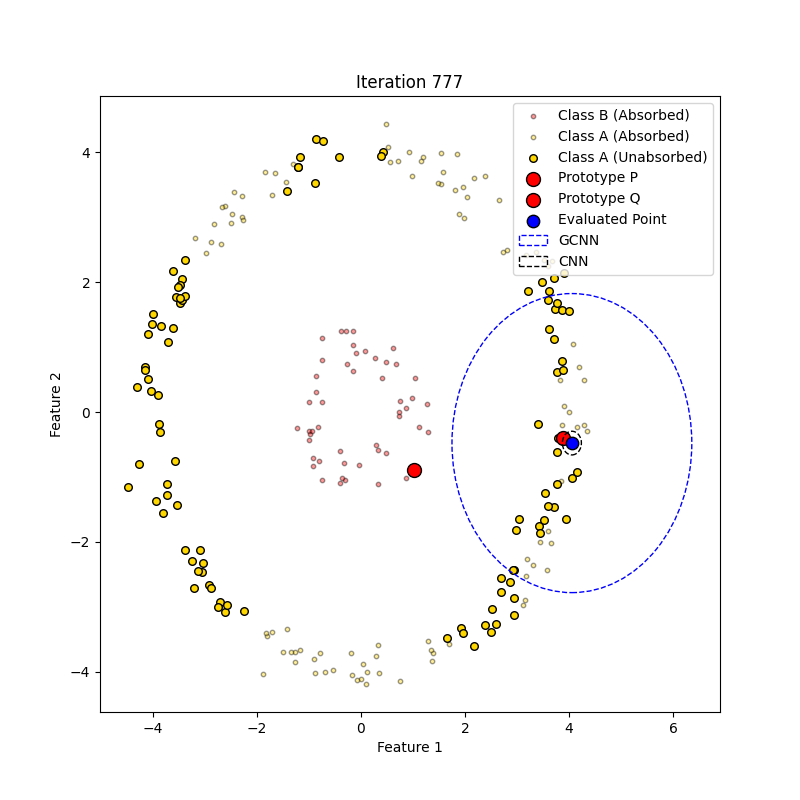 Iteration 777
Class B (Absorbed)
Class A (Absorbed)
Class A (Unabsorbed)
Prototype P
Prototype Q
Evaluated Point
GCNN
CNN
Feature 2
4
2
0
−2
−4
−4
−2
0
2
4
6
Feature 1